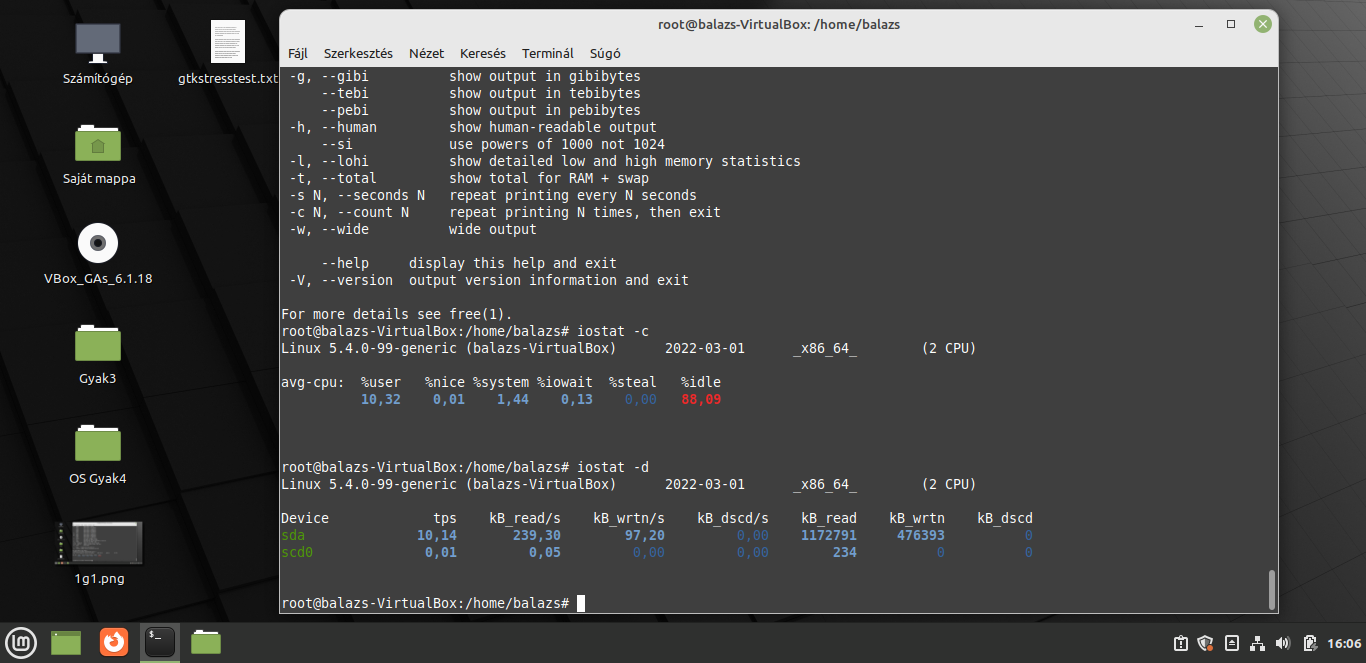 Számítógép
gtkstresstest.txt
Saját mappa
VBox_GAs_6.1.18
Gyak3
OS Gyak4
1g1.png
root@balazs-VirtualBox: /home/balazs
Fájl Szerkesztés Nézet Keresés Terminál Súgó
-g, --gibi          show output in gibibytes
    --tebi          show output in tebibytes
    --pebi          show output in pebibytes
-h, --human         show human-readable output
    --si            use powers of 1000 not 1024
-l, --lohi          show detailed low and high memory statistics
-t, --total         show total for RAM + swap
-s N, --seconds N   repeat printing every N seconds
-c N, --count N     repeat printing N times, then exit
-w, --wide          wide output
    --help     display this help and exit
-V, --version  output version information and exit
For more details see free(1).
root@balazs-VirtualBox:/home/balazs# iostat -c
Linux 5.4.0-99-generic (balazs-VirtualBox)      2022-03-01      _x86_64_        (2 CPU)
avg-cpu:  %user   %nice %system %iowait  %steal   %idle
          10,32    0,01    1,44    0,13    0,00   88,09
root@balazs-VirtualBox:/home/balazs# iostat -d
Linux 5.4.0-99-generic (balazs-VirtualBox)      2022-03-01      _x86_64_        (2 CPU)
Device             tps    kB_read/s    kB_wrtn/s    kB_dscd/s    kB_read    kB_wrtn    kB_dscd
sda              10,14       239,30        97,20         0,00    1172791     476393          0
scd0              0,01         0,05         0,00         0,00        234          0          0
root@balazs-VirtualBox:/home/balazs#
$_
16:06